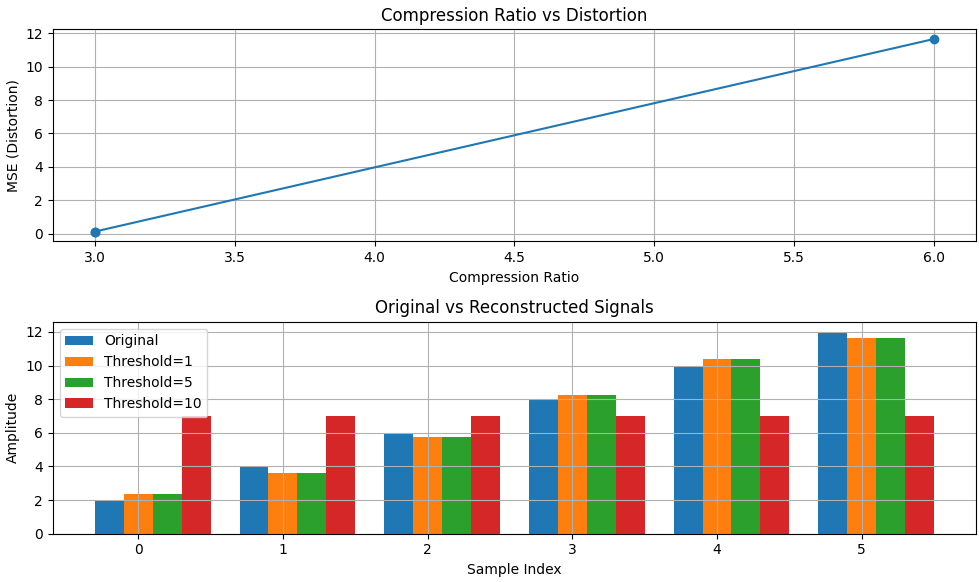 Compression Ratio vs Distortion
MSE (Distortion)
12
10
8
6
4
2
0
3.0 3.5 4.0 4.5 5.0 5.5 6.0
Compression Ratio
Original vs Reconstructed Signals
Amplitude
12
10
8
6
4
2
0
Original
Threshold=1
Threshold=5
Threshold=10
0 1 2 3 4 5
Sample Index